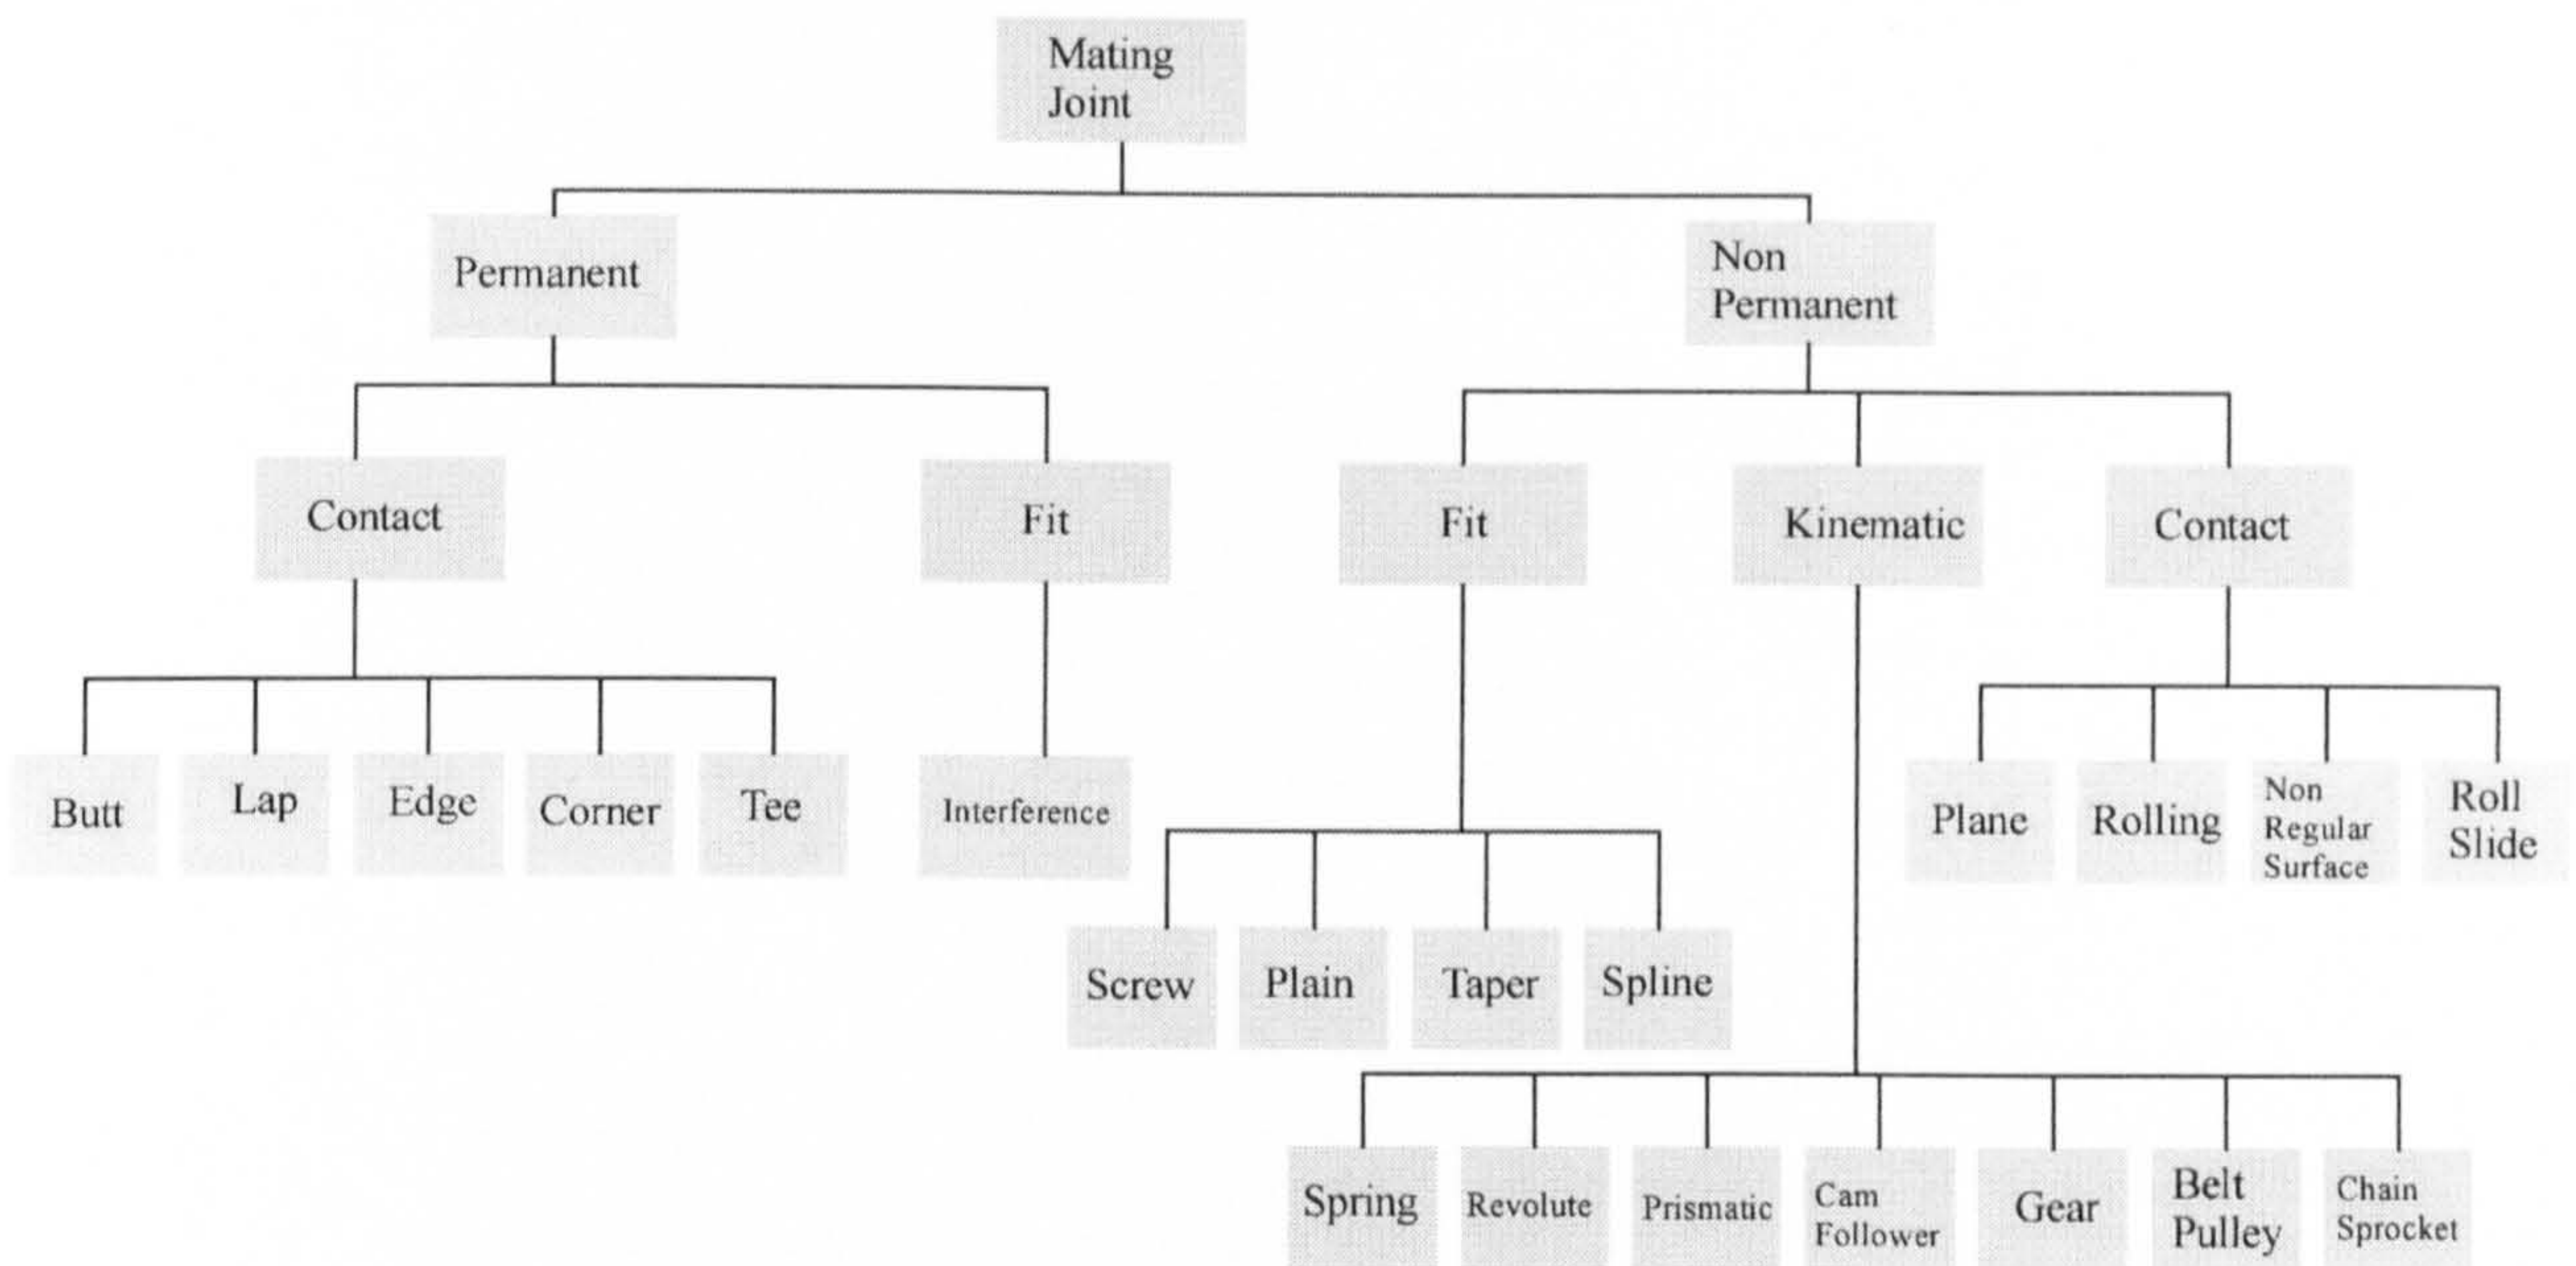 Mating
Joint
Permanent
Non
Permanent
Contact
Fit
Fit
Kinematic
Contact
Butt
Lap
Edge
Corner
Tee
Interference
Plane
Rolling
Non
Regular
Surface
Roll
Slide
Screw
Plain
Taper
Spline
Spring
Revolute
Prismatic
Cam
Follower
Gear
Belt
Pulley
Chain
Sprocket